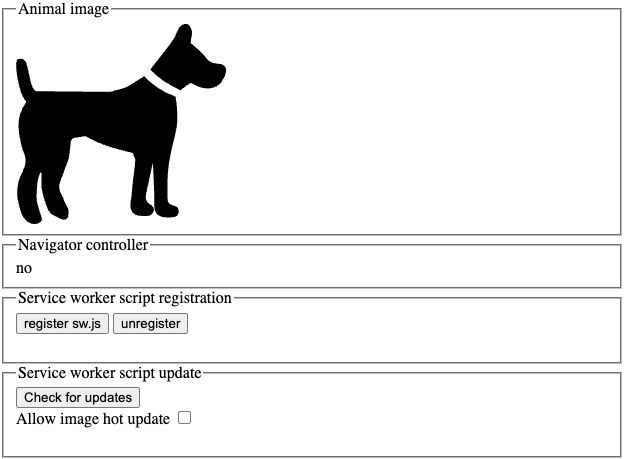 Animal image
Navigator controller
no
Service worker script registration
register sw.js unregister
Service worker script update
Check for updates
Allow image hot update